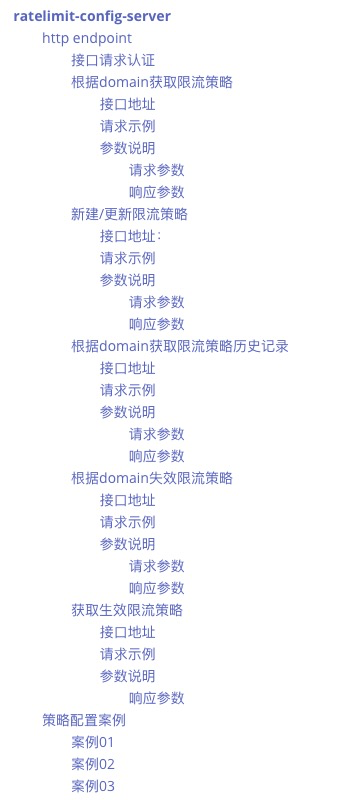 ratelimit-config-server
http endpoint
接口请求认证
根据domain获取限流策略
接口地址
请求示例
参数说明
请求参数
响应参数
新建/更新限流策略
接口地址：
请求示例
参数说明
请求参数
响应参数
根据domain获取限流策略历史记录
接口地址
请求示例
参数说明
请求参数
响应参数
根据domain失效限流策略
接口地址
请求示例
参数说明
请求参数
响应参数
获取生效限流策略
接口地址
请求示例
参数说明
响应参数
策略配置案例
案例01
案例02
案例03